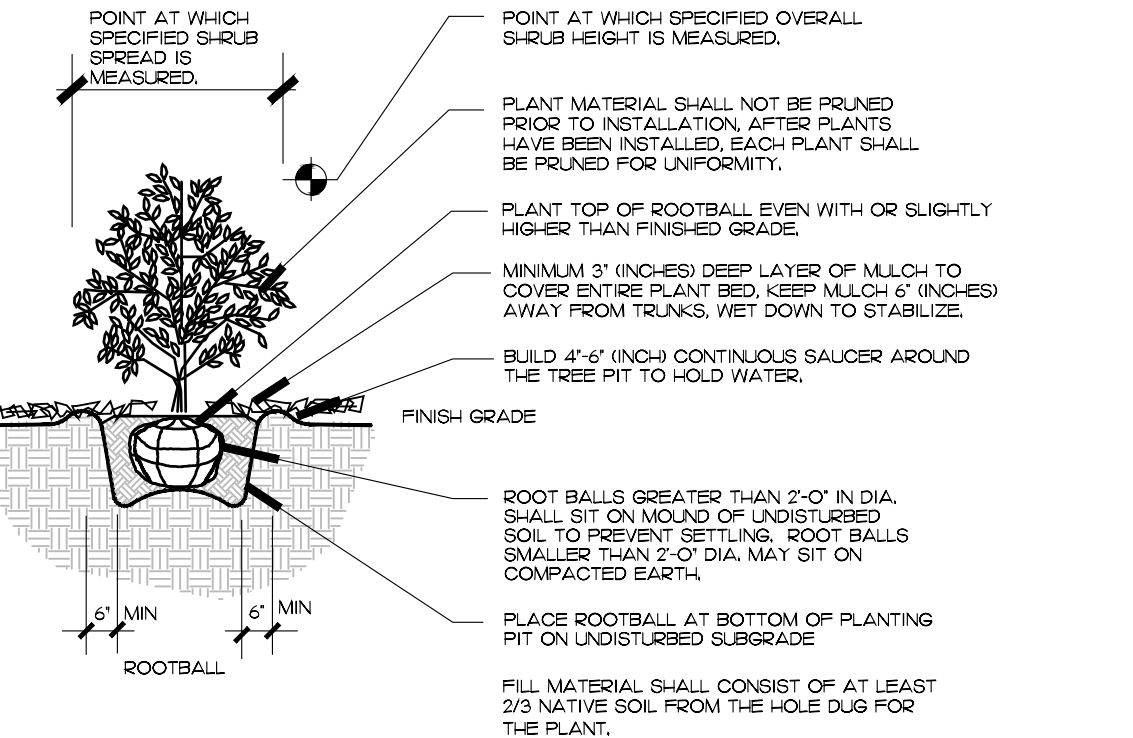 POINT AT WHICH
SPECIFIED SHRUB
SPREAD IS
MEASURED.
POINT AT WHICH SPECIFIED OVERALL
SHRUB HEIGHT IS MEASURED.
PLANT MATERIAL SHALL NOT BE PRUNED
PRIOR TO INSTALLATION, AFTER PLANTS
HAVE BEEN INSTALLED, EACH PLANT SHALL
BE PRUNED FOR UNIFORMITY.
PLANT TOP OF ROOTBALL EVEN WITH OR SLIGHTLY
HIGHER THAN FINISHED GRADE.
MINIMUM 3" (INCHES) DEEP LAYER OF MULCH TO
COVER ENTIRE PLANT BED, KEEP MULCH 6" (INCHES)
AWAY FROM TRUNKS, WET DOWN TO STABILIZE.
BUILD 4"-6" (INCH) CONTINUOUS SAUCER AROUND
THE TREE PIT TO HOLD WATER.
FINISH GRADE
ROOT BALLS GREATER THAN 2'-0" IN DIA.
SHALL SIT ON MOUND OF UNDISTURBED
SOIL TO PREVENT SETTLING. ROOT BALLS
SMALLER THAN 2'-0" DIA. MAY SIT ON
COMPACTED EARTH.
6" MIN
6" MIN
ROOTBALL
PLACE ROOTBALL AT BOTTOM OF PLANTING
PIT ON UNDISTURBED SUBGRADE
FILL MATERIAL SHALL CONSIST OF AT LEAST
2/3 NATIVE SOIL FROM THE HOLE DUG FOR
THE PLANT.